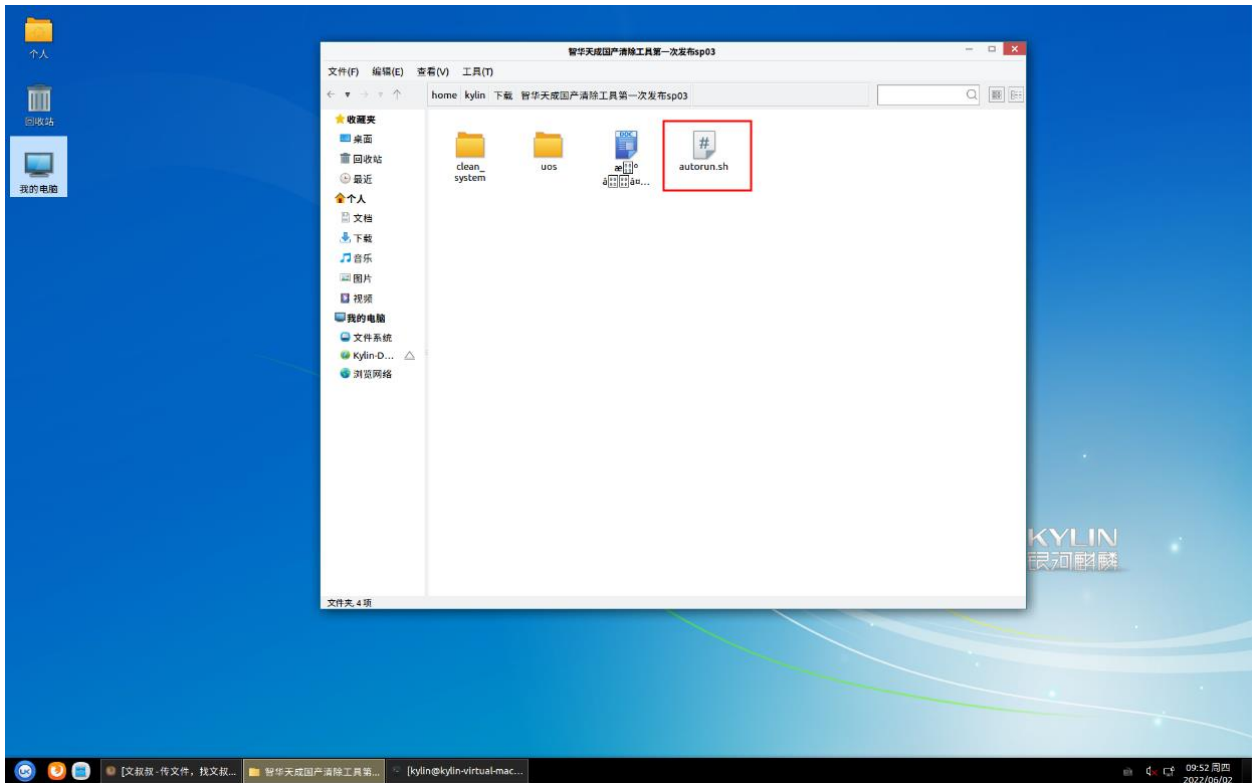 个人
回收站
我的电脑
智华天成国产清除工具第一次发布sp03
文件(F) 编辑(E) 查看(V) 工具(T)
home kylin 下载 智华天成国产清除工具第一次发布sp03
收藏夹
桌面
回收站
最近
个人
文档
下载
音乐
图片
视频
我的电脑
文件系统
Kylin-D...
浏览网络
clean_
system
uos
DOC
#
autorun.sh
文件夹, 4 项
KYLIN
银河麒麟
[文叔叔-传文件，找文叔...
智华天成国产清除工具第...
[kylin@kylin-virtual-mac...
09:52 周四
2022/06/02